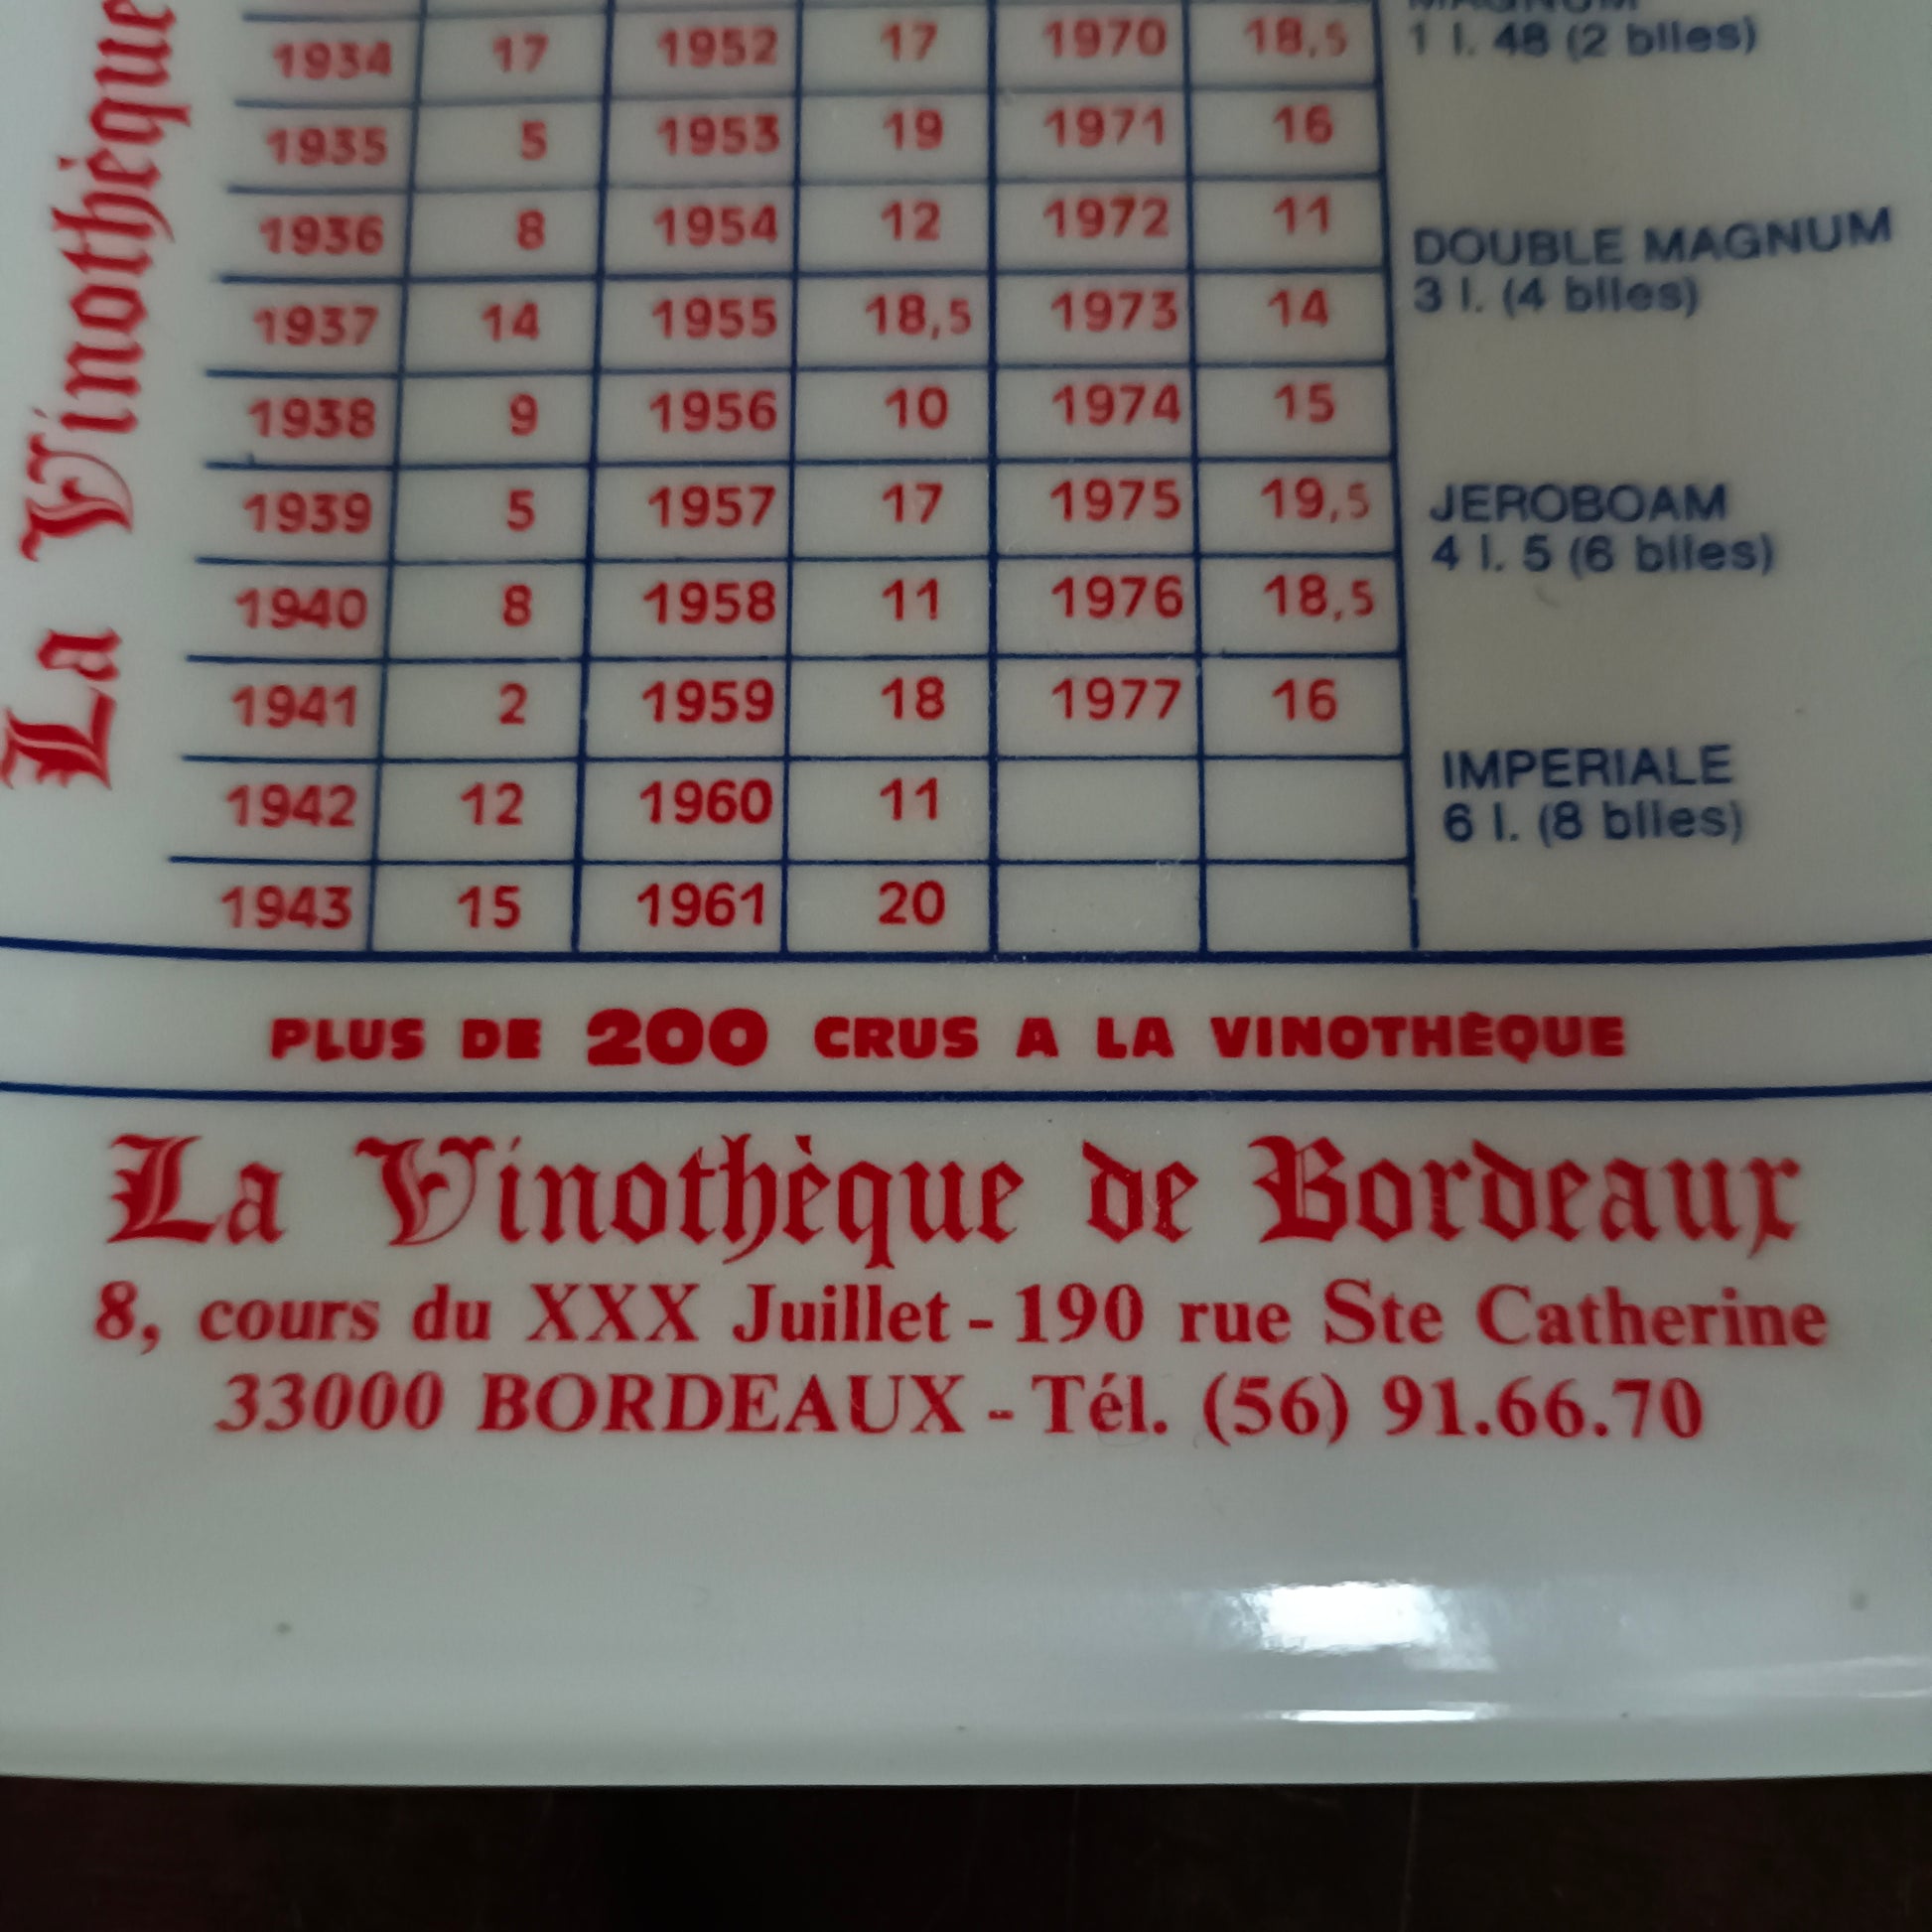 La Vinothèque
MAGNUM
1934 17 1952 17 1970 18,5 1 l. 48 (2 blles)
1935 5 1953 19 1971 16
1936 8 1954 12 1972 11 DOUBLE MAGNUM
1937 14 1955 18,5 1973 14 3 l. (4 blles)
1938 9 1956 10 1974 15
1939 5 1957 17 1975 19,5 JEROBOAM
4 l. 5 (6 blles)
1940 8 1958 11 1976 18,5
1941 2 1959 18 1977 16
IMPERIALE
1942 12 1960 11 6 l. (8 blles)
1943 15 1961 20
PLUS DE 200 CRUS A LA VINOTHÈQUE
La Vinothèque de Bordeaux
8, cours du XXX Juillet - 190 rue Ste Catherine
33000 BORDEAUX - Tél. (56) 91.66.70